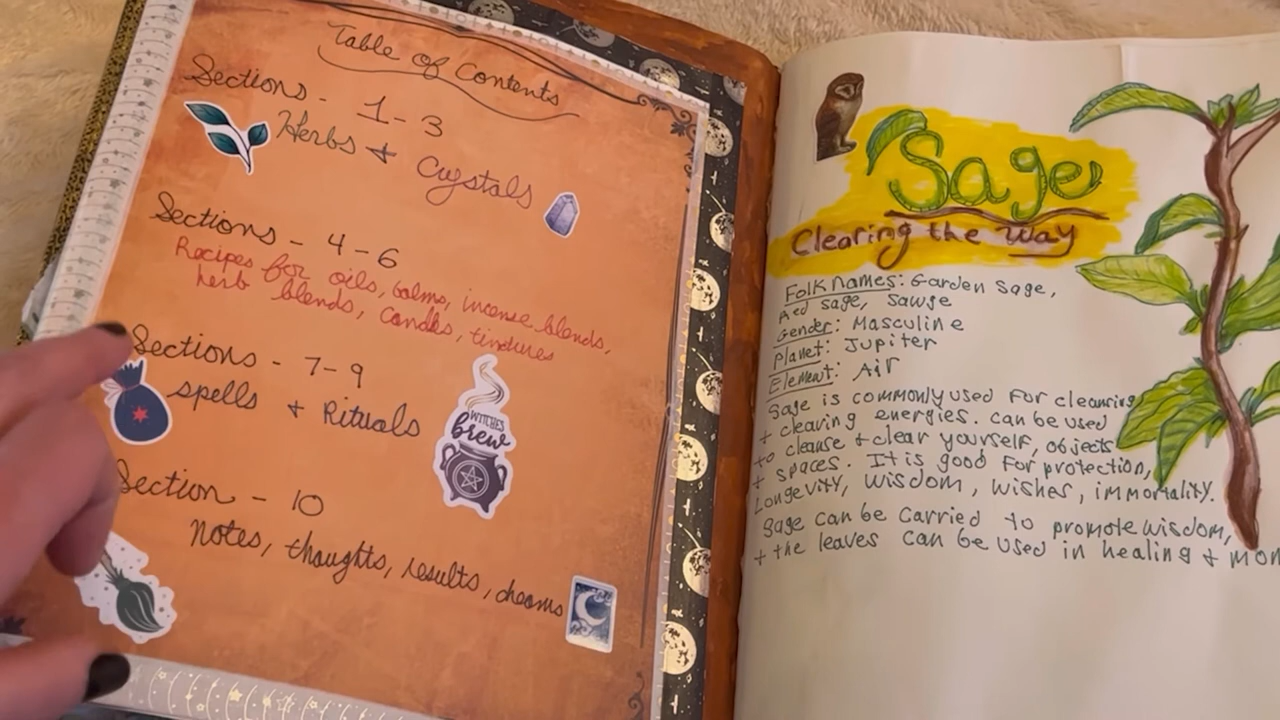 Table of Contents
Sections - 1-3
Herbs + Crystals
Sections - 4-6
Recipes for oils, balms, incense blends,
herb blends, candles, tinctures
Sections - 7-9
spells + Rituals
WITCHES
brew
Section - 10
Notes, thoughts, results, dreams
Sage
Clearing the Way
Folk Names: Garden Sage,
Red sage, Sawge
Gender: Masculine
Planet: Jupiter
Element: Air
Sage is commonly used for cleansing
+ clearing energies. Can be used
to cleanse + clear yourself, objects
+ spaces. It is good for protection,
Longevity, wisdom, wishes, immortality.
Sage can be carried to promote wisdom,
+ the leaves can be used in healing + mon